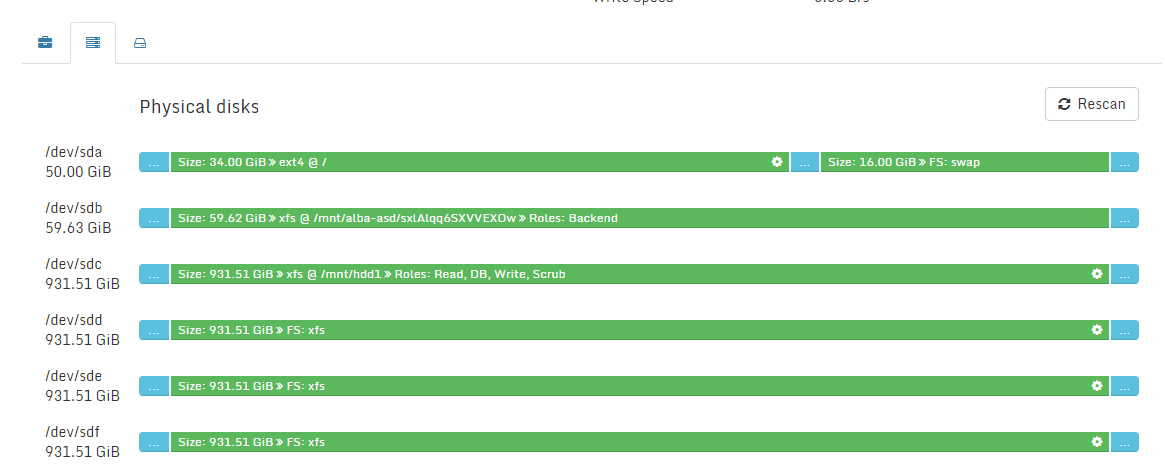 Physical disks
Rescan
/dev/sda
50.00 GiB
... Size: 34.00 GiB » ext4 @ / ... Size: 16.00 GiB » FS: swap ...
/dev/sdb
59.63 GiB
... Size: 59.62 GiB » xfs @ /mnt/alba-asd/sxlAlqq6SXVVEXOw » Roles: Backend ...
/dev/sdc
931.51 GiB
... Size: 931.51 GiB » xfs @ /mnt/hdd1 » Roles: Read, DB, Write, Scrub ...
/dev/sdd
931.51 GiB
... Size: 931.51 GiB » FS: xfs ...
/dev/sde
931.51 GiB
... Size: 931.51 GiB » FS: xfs ...
/dev/sdf
931.51 GiB
... Size: 931.51 GiB » FS: xfs ...